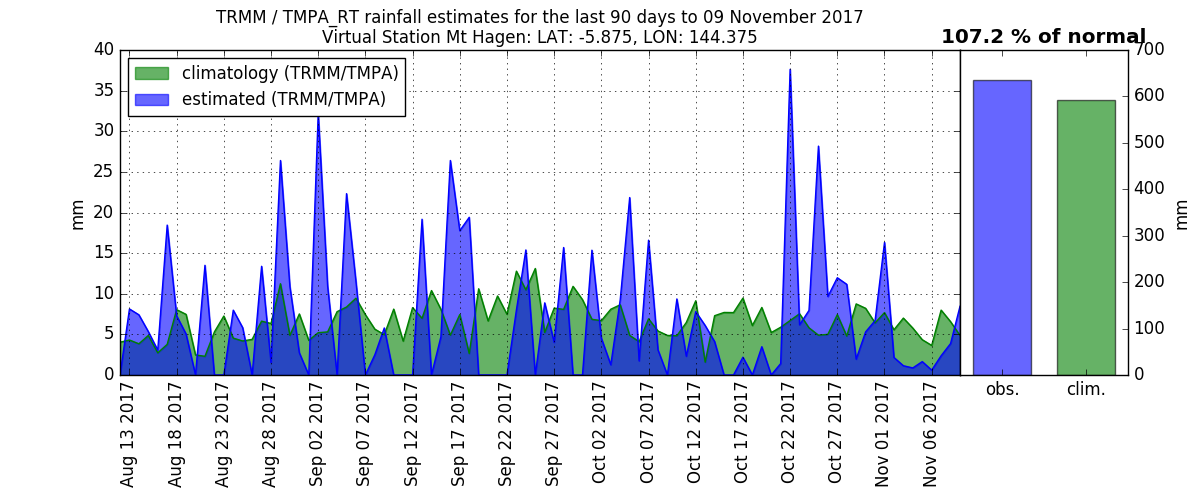 TRMM / TMPA_RT rainfall estimates for the last 90 days to 09 November 2017
Virtual Station Mt Hagen: LAT: -5.875, LON: 144.375
107.2 % of normal
climatology (TRMM/TMPA)
estimated (TRMM/TMPA)
mm
40
35
30
25
20
15
10
5
0
Aug 13 2017
Aug 18 2017
Aug 23 2017
Aug 28 2017
Sep 02 2017
Sep 07 2017
Sep 12 2017
Sep 17 2017
Sep 22 2017
Sep 27 2017
Oct 02 2017
Oct 07 2017
Oct 12 2017
Oct 17 2017
Oct 22 2017
Oct 27 2017
Nov 01 2017
Nov 06 2017
obs.
clim.
700
600
500
400
300
200
100
0
mm